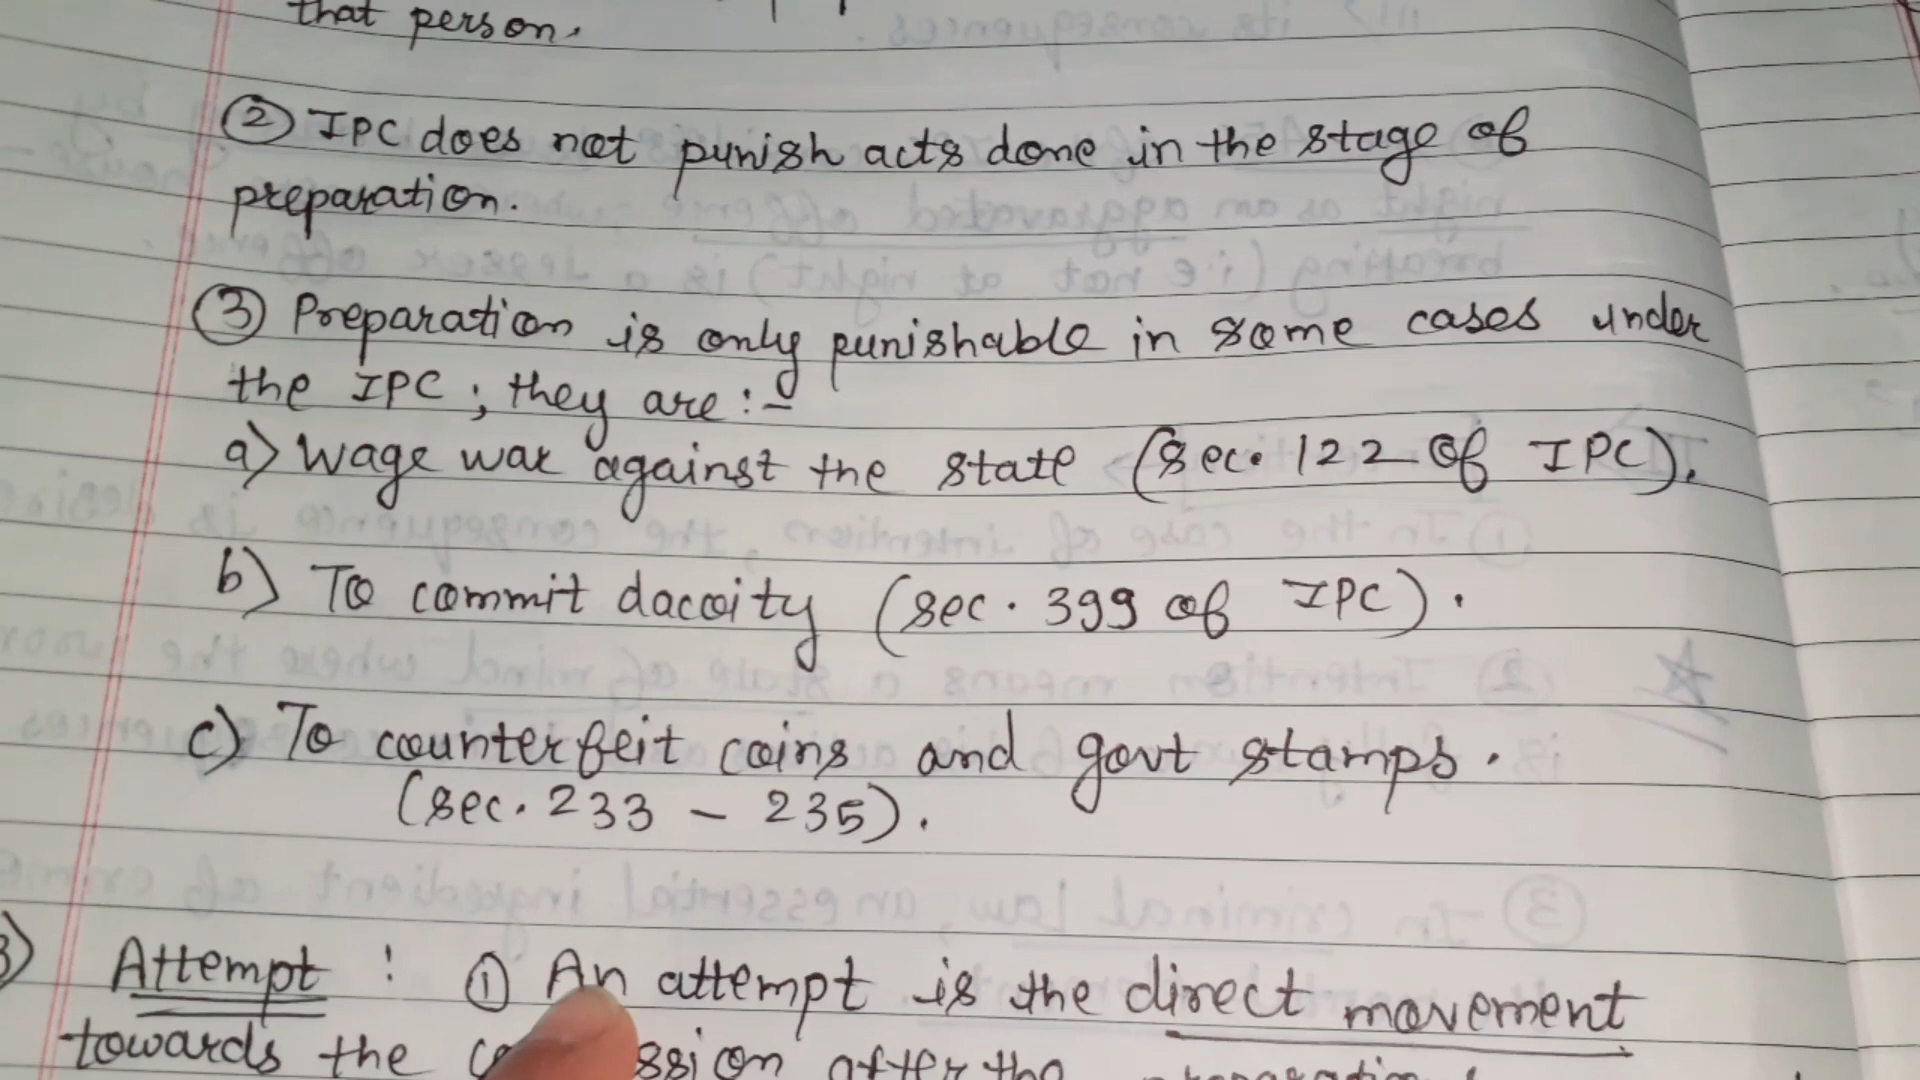 that person.
② IPC does not punish acts done in the stage of
preparation.
③ Preparation is only punishable in some cases under
the IPC ; they are :-
a) Wage war against the state (sec. 122 of IPC).
b) To commit dacoity (sec. 399 of IPC).
c) To counterfeit coins and govt stamps.
(sec. 233 - 235).
3) Attempt : ① An attempt is the direct movement
towards the after the